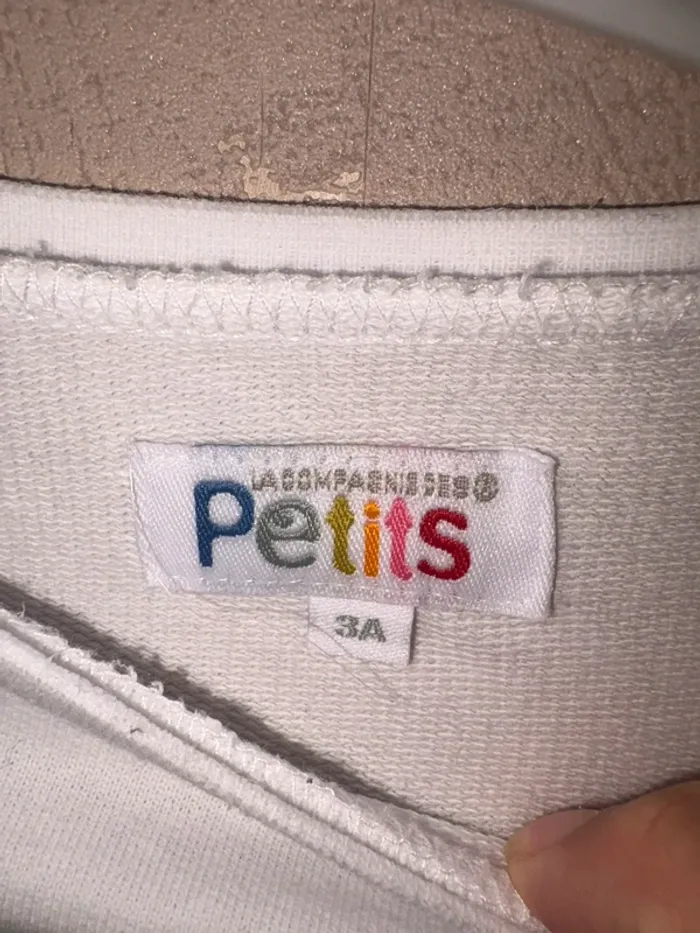 LA COMPAGNIE DES
Petits
3A